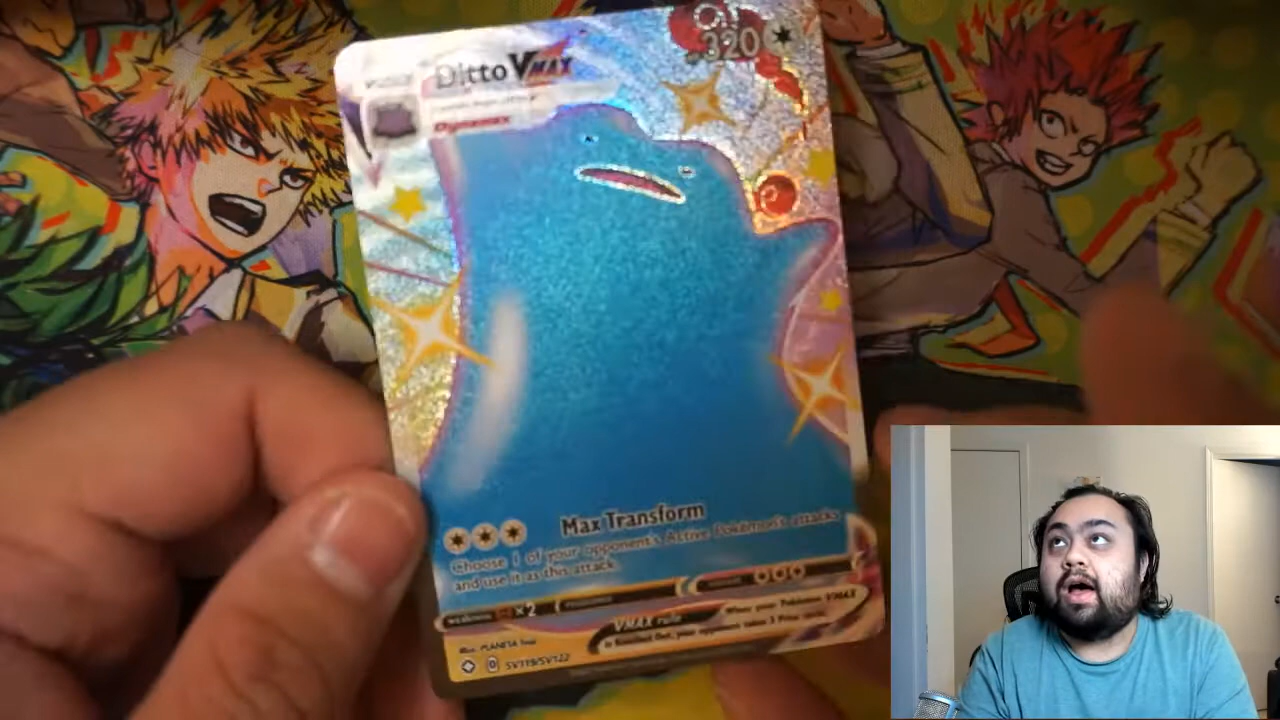 Ditto VMAX
320
Dynamax
Max Transform
Choose 1 of your opponent's Active Pokémon's attacks
and use it as this attack.
weakness ×2
VMAX rule
When your Pokémon VMAX
is Knocked Out, your opponent takes 3 Prize cards.
Illus. PLANETA
SV119/SV122